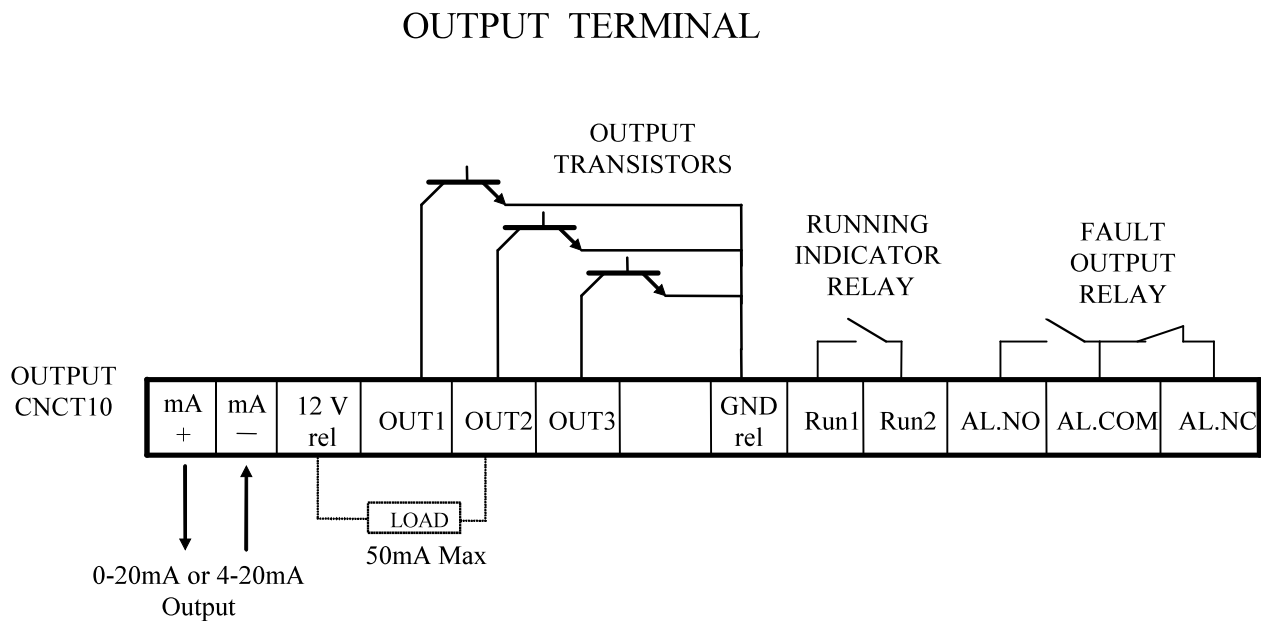 OUTPUT TERMINAL
OUTPUT
TRANSISTORS
RUNNING
INDICATOR
RELAY
FAULT
OUTPUT
RELAY
OUTPUT
CNCT10
mA
+
mA
—
12 V
rel
OUT1
OUT2
OUT3
GND
rel
Run1
Run2
AL.NO
AL.COM
AL.NC
LOAD
50mA Max
0-20mA or 4-20mA
Output